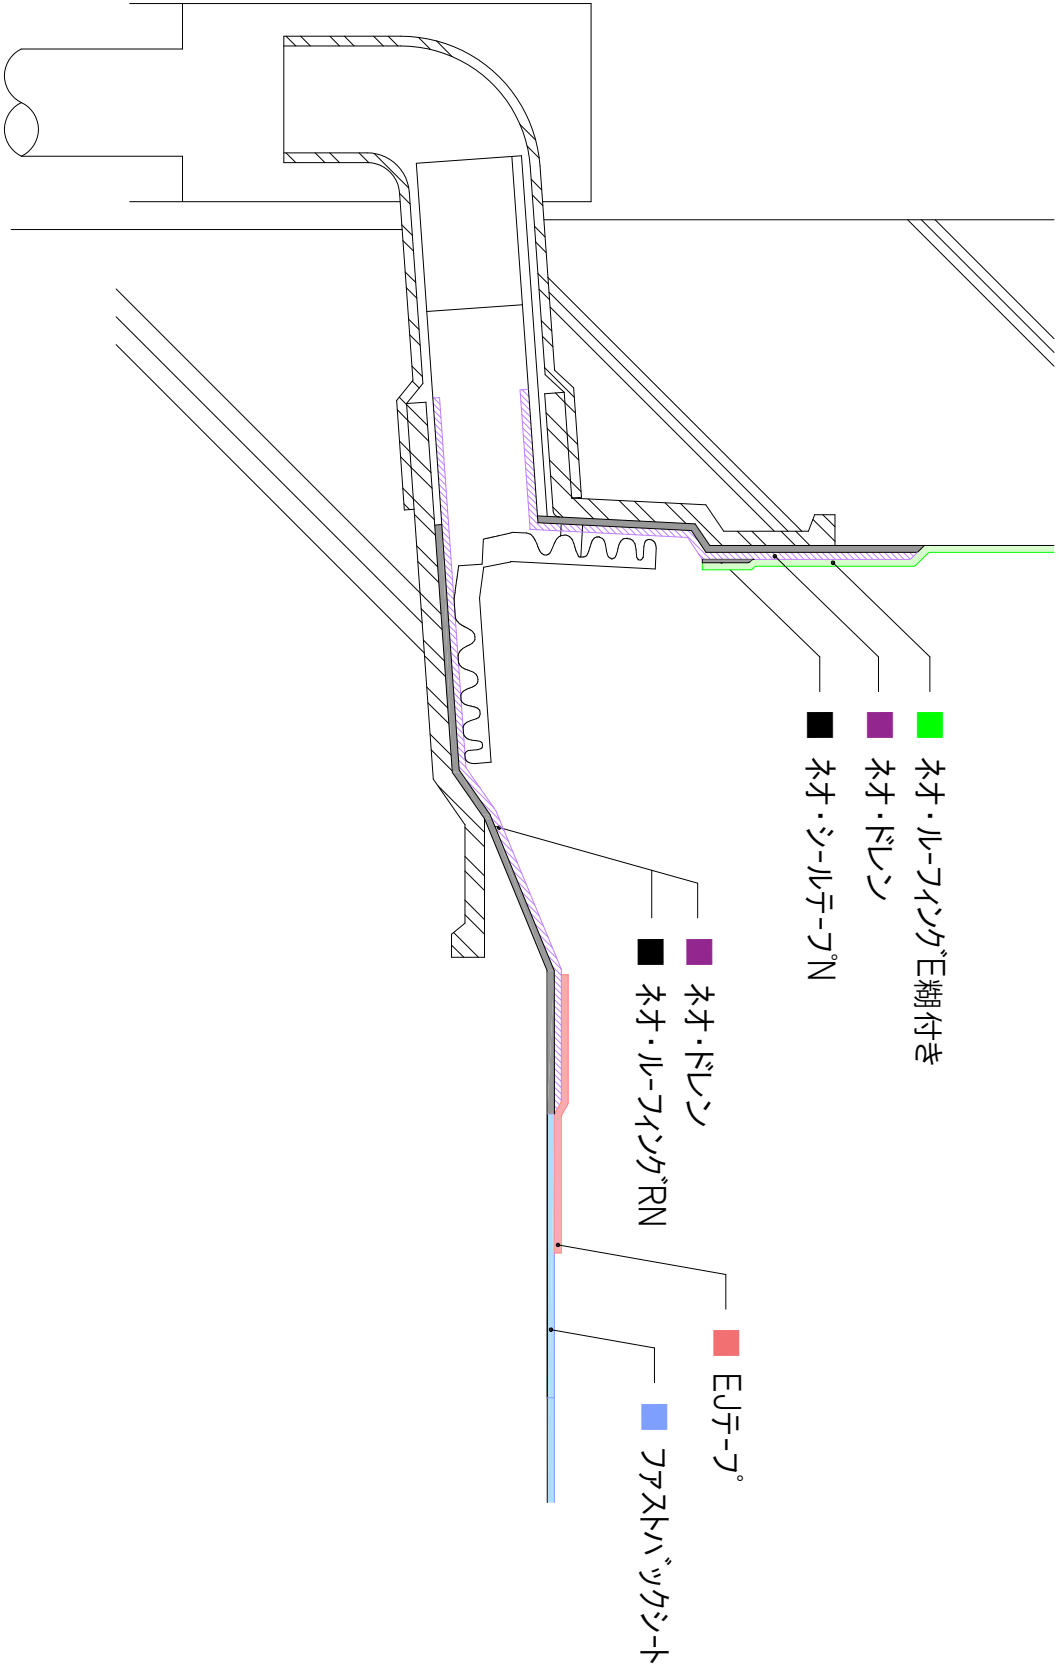 ネオ・ルーフィングE糊付き
ネオ・ドレン
ネオ・シールテープN
ネオ・ドレン
ネオ・ルーフィングRN
EJテープ
ファストバックシート